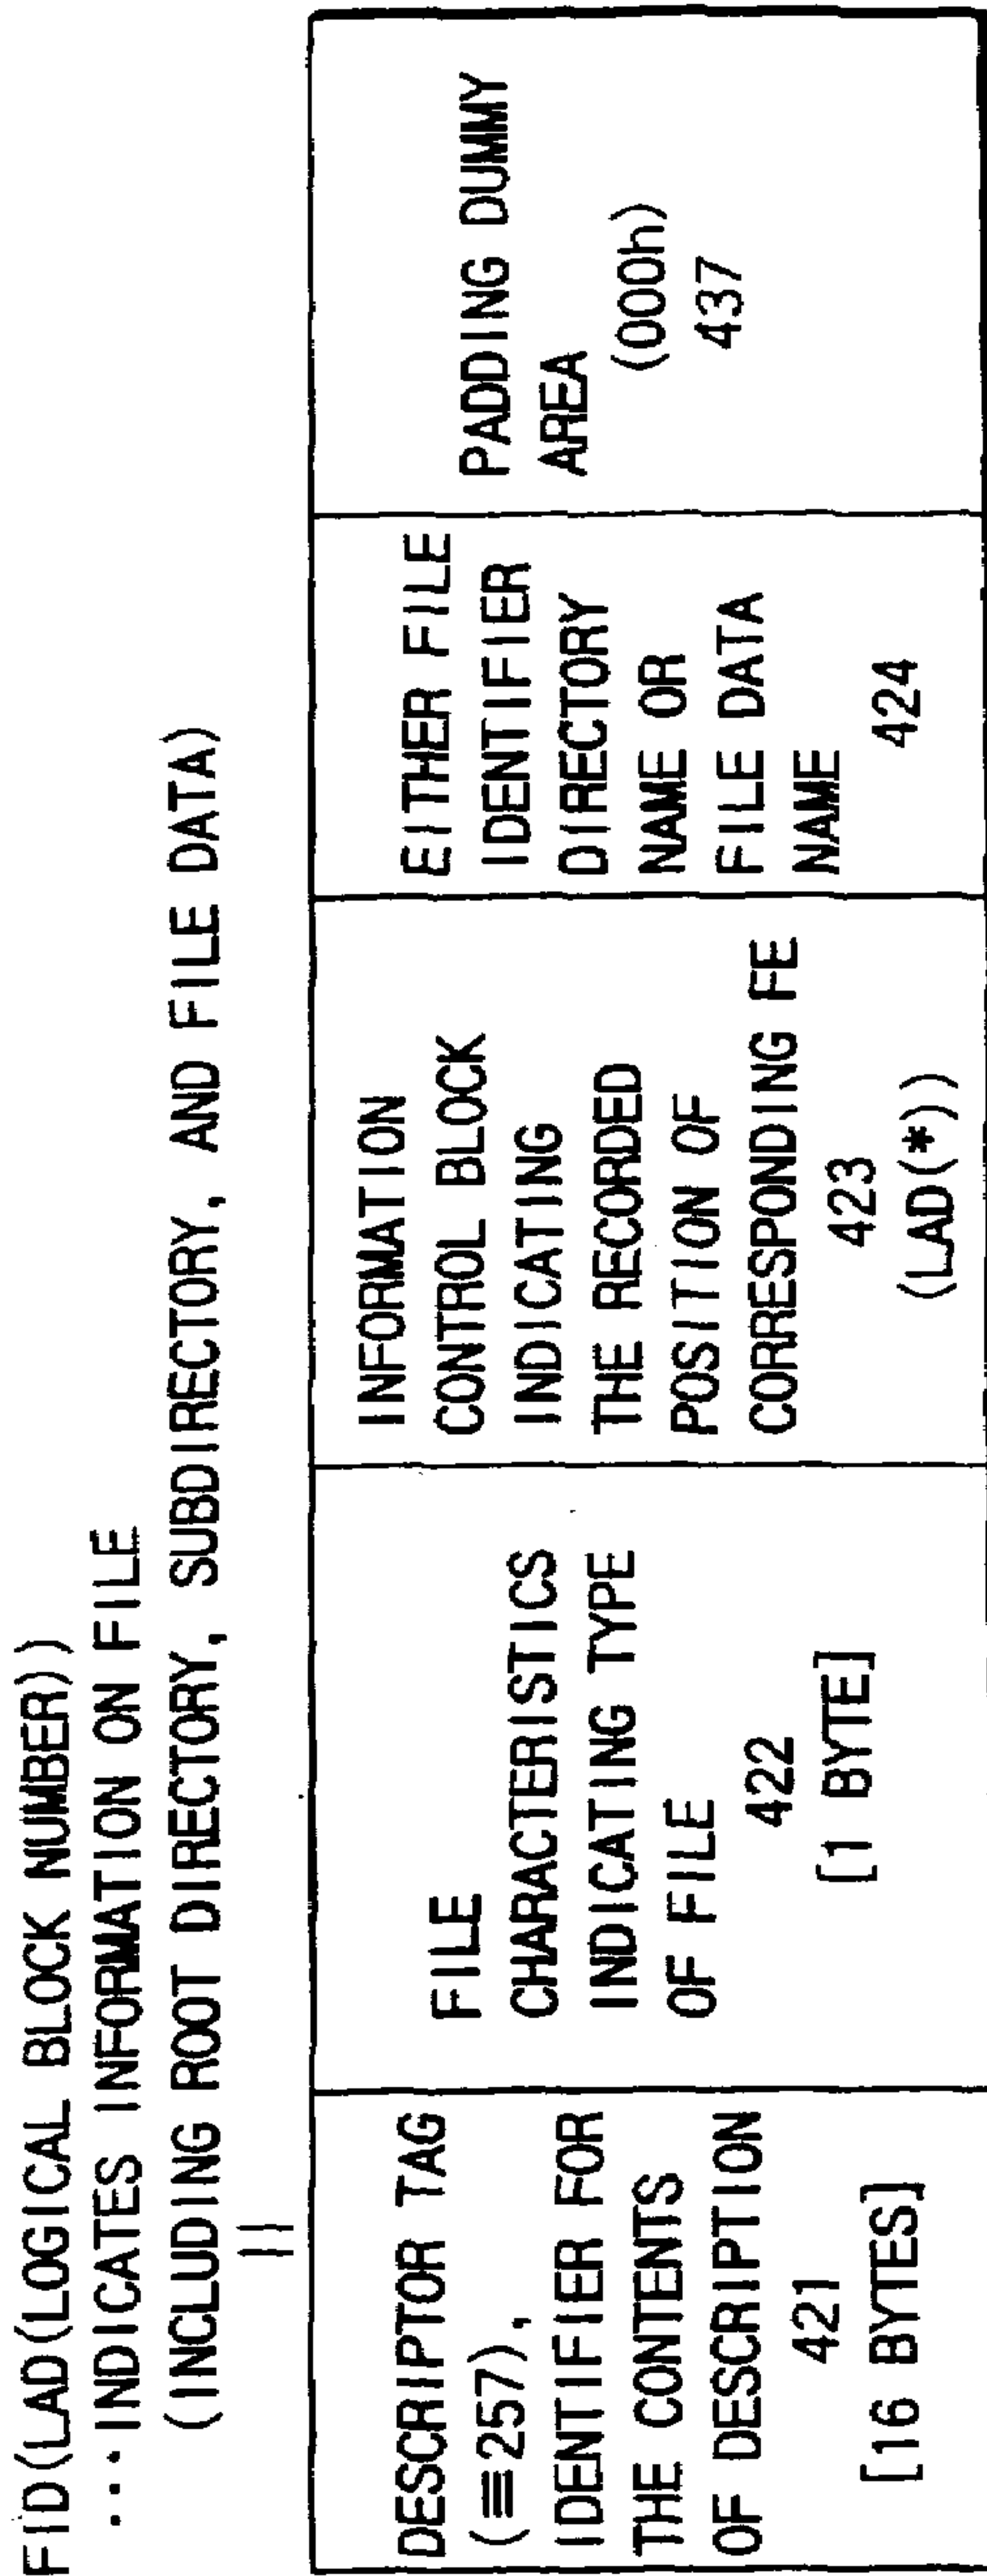 FID(LAD(LOGICAL BLOCK NUMBER))
···INDICATES INFORMATION ON FILE
(INCLUDING ROOT DIRECTORY, SUBDIRECTORY, AND FILE DATA)
||
DESCRIPTOR TAG
(≡257),
IDENTIFIER FOR
THE CONTENTS
OF DESCRIPTION
421
[16 BYTES]
FILE
CHARACTERISTICS
INDICATING TYPE
OF FILE
422
[1 BYTE]
INFORMATION
CONTROL BLOCK
INDICATING
THE RECORDED
POSITION OF
CORRESPONDING FE
423
(LAD(*))
EITHER FILE
IDENTIFIER
DIRECTORY
NAME OR
FILE DATA
NAME
424
PADDING DUMMY
AREA
(000h)
437